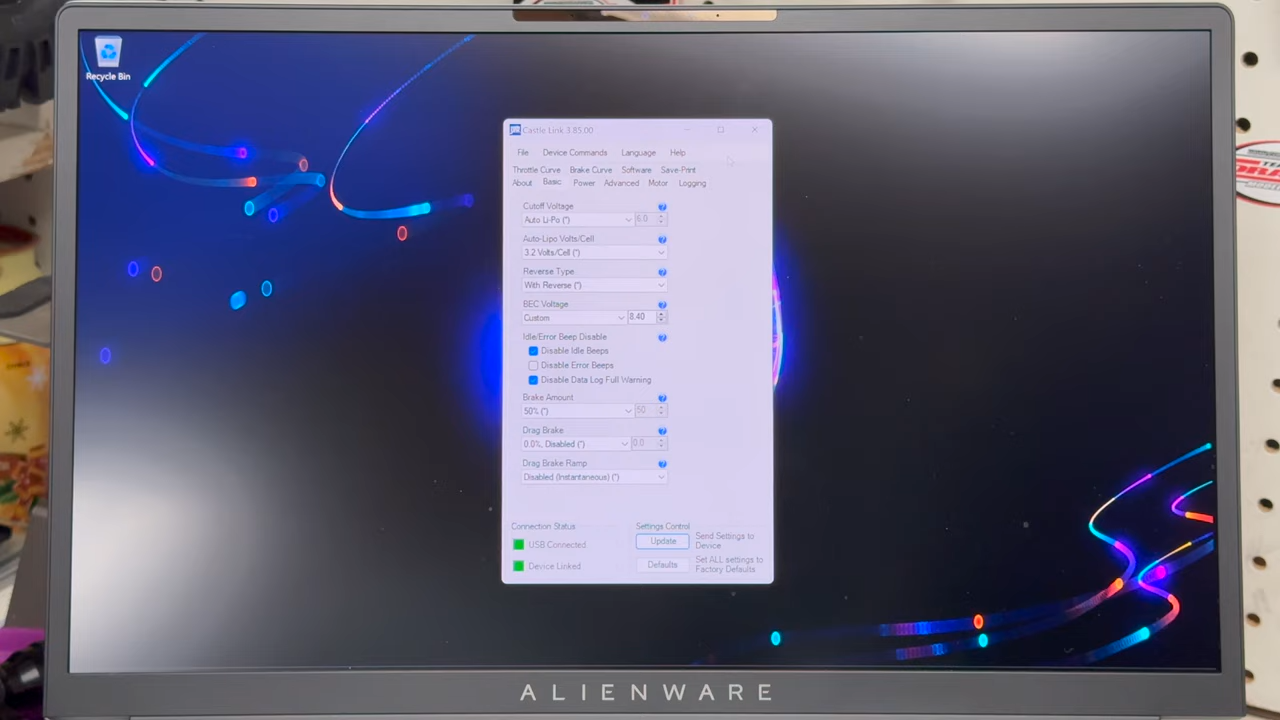 Recycle Bin
Castle Link 3.85.00
File Device Commands Language Help
Throttle Curve Brake Curve Software Save-Print
About Basic Power Advanced Motor Logging
Cutoff Voltage
Auto Li-Po (*) 6.0
Auto-Lipo Volts/Cell
3.2 Volts/Cell (*)
Reverse Type
With Reverse (*)
BEC Voltage
Custom 8.40
Idle/Error Beep Disable
Disable Idle Beeps
Disable Error Beeps
Disable Data Log Full Warning
Brake Amount
50% (*) 50
Drag Brake
0.0%, Disabled (*) 0.0
Drag Brake Ramp
Disabled (Instantaneous) (*)
Connection Status
USB Connected
Device Linked
Settings Control
Update
Send Settings to
Device
Defaults
Set ALL settings to
Factory Defaults
ALIENWARE